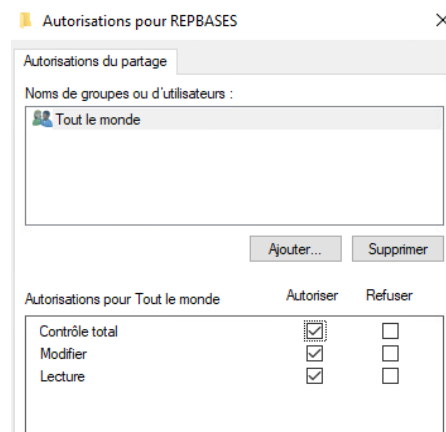 Autorisations pour REPBASES
Autorisations du partage
Noms de groupes ou d'utilisateurs :
Tout le monde
Ajouter...
Supprimer
Autorisations pour Tout le monde Autoriser Refuser
Contrôle total
Modifier
Lecture